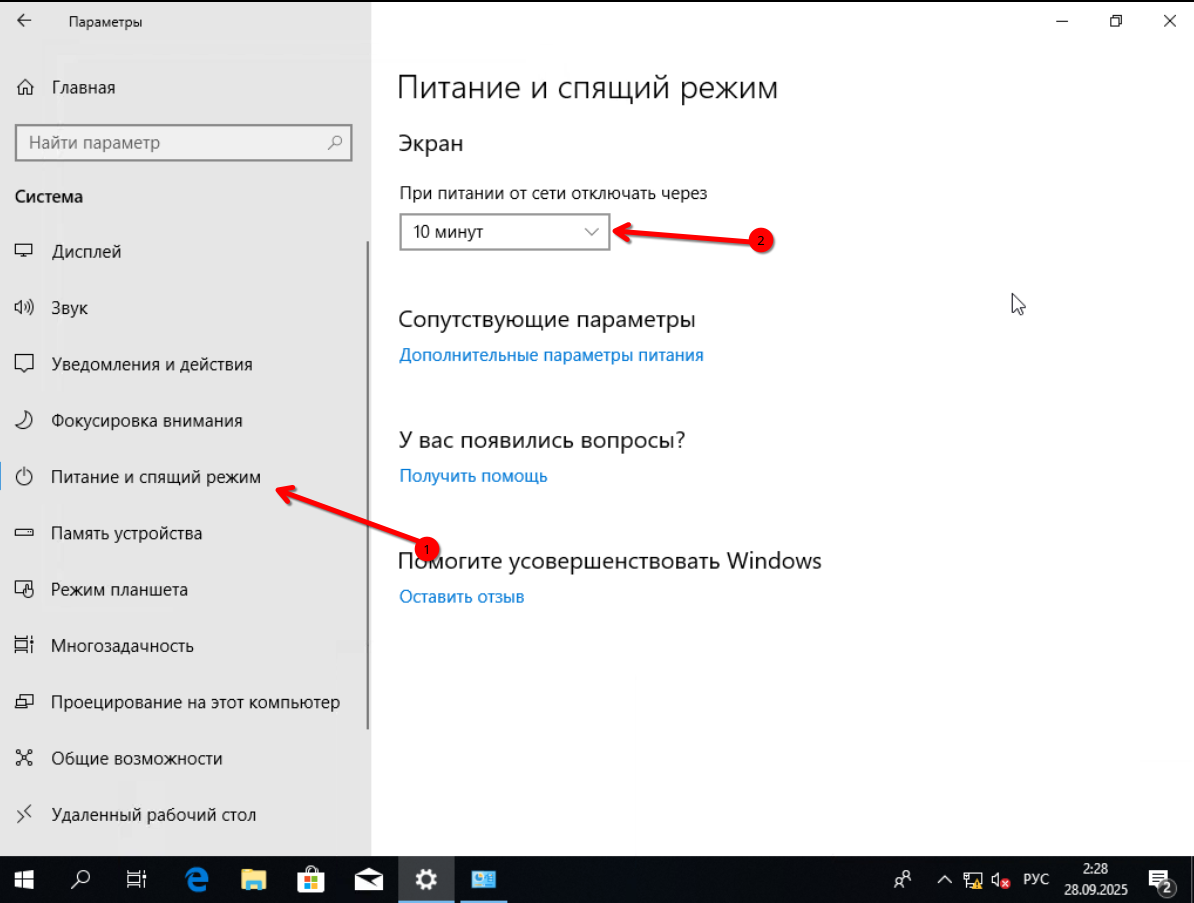 Параметры
Главная
Найти параметр
Система
Дисплей
Звук
Уведомления и действия
Фокусировка внимания
Питание и спящий режим
Память устройства
Режим планшета
Многозадачность
Проецирование на этот компьютер
Общие возможности
Удаленный рабочий стол
Питание и спящий режим
Экран
При питании от сети отключать через
10 минут
2
Сопутствующие параметры
Дополнительные параметры питания
У вас появились вопросы?
Получить помощь
1
Помогите усовершенствовать Windows
Оставить отзыв
РУС
2:28
28.09.2025
2